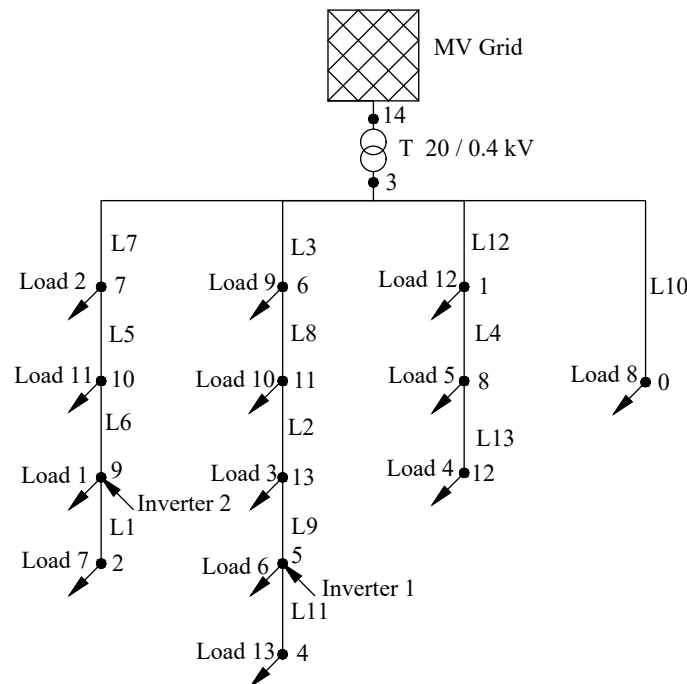 MV Grid
14
T 20 / 0.4 kV
3
L7
L3
L12
L10
Load 2
7
Load 9
6
Load 12
1
L5
L8
L4
Load 11
10
Load 10
11
Load 5
8
Load 8
0
L6
L2
L13
Load 1
9
Load 3
13
Load 4
12
Inverter 2
L1
L9
Load 7
2
Load 6
5
Inverter 1
L11
Load 13
4